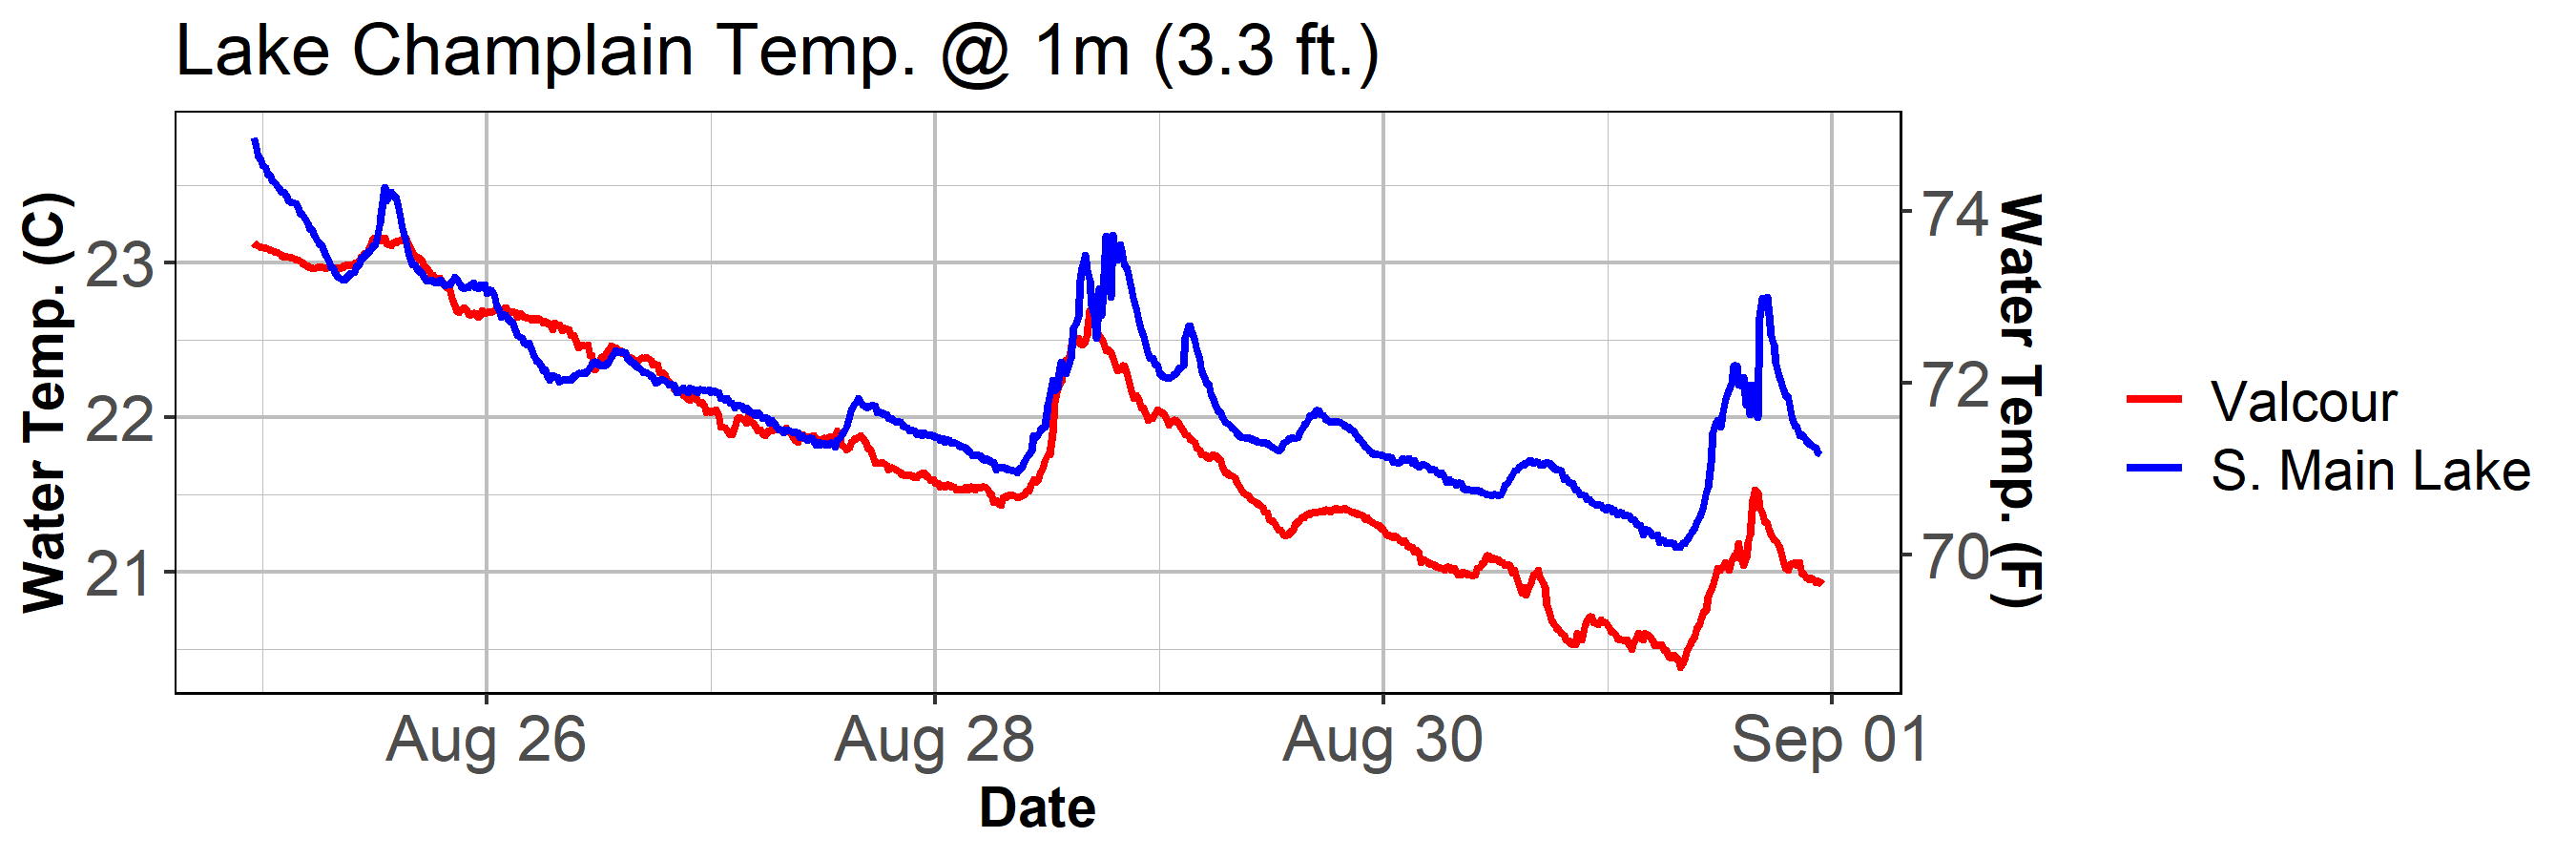 Lake Champlain Temp. @ 1m (3.3 ft.)
Water Temp. (C)
23
22
21
74
72
70
Water Temp. (F)
Aug 26
Aug 28
Aug 30
Sep 01
Date
Valcour
S. Main Lake